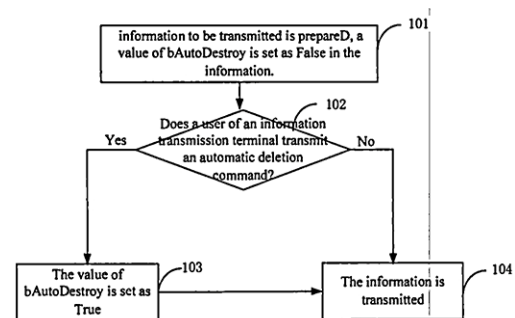 information to be transmitted is prepareD, a
value of bAutoDestroy is set as False in the
information.
101
102
Does a user of an information
transmission terminal transmit
an automatic deletion
command?
Yes
No
The value of
bAutoDestroy is set as
True
103
The information is
transmitted
104